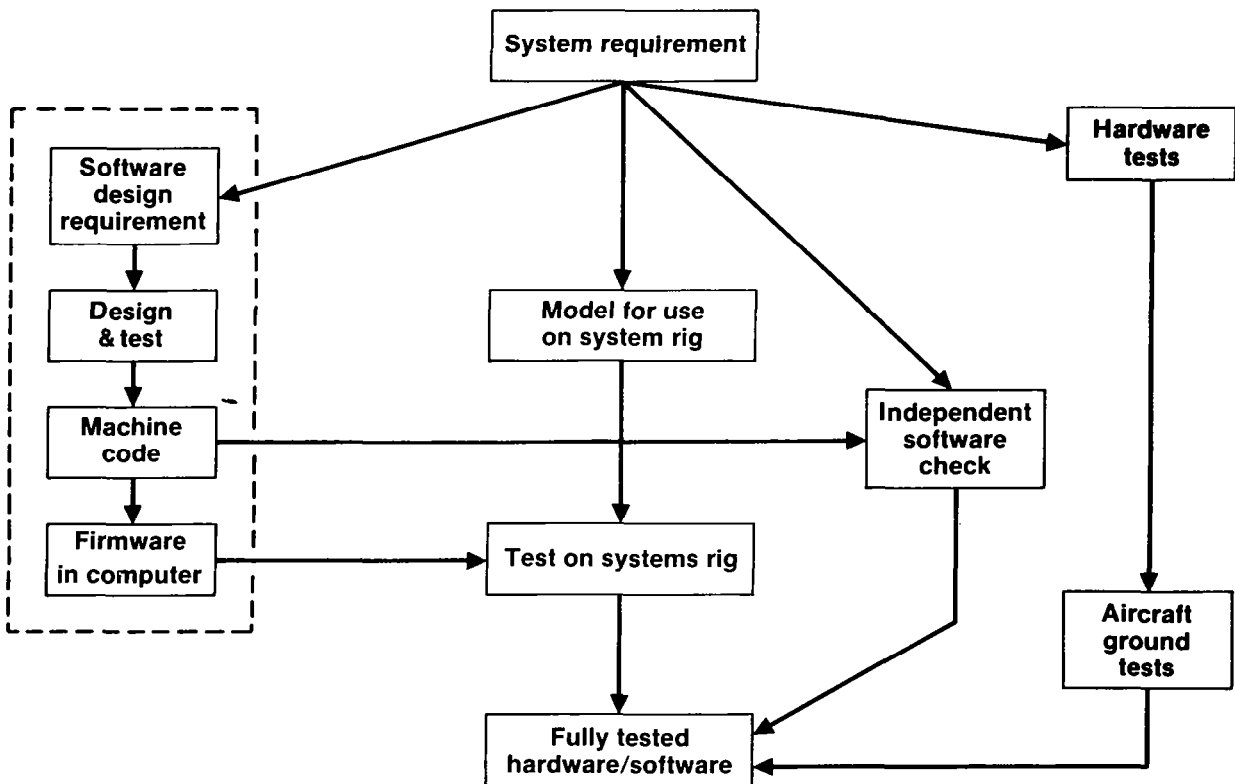 System requirement
Hardware
tests
Software
design
requirement
Design
& test
Model for use
on system rig
Machine
code
Independent
software
check
Firmware
in computer
Test on systems rig
Aircraft
ground
tests
Fully tested
hardware/software